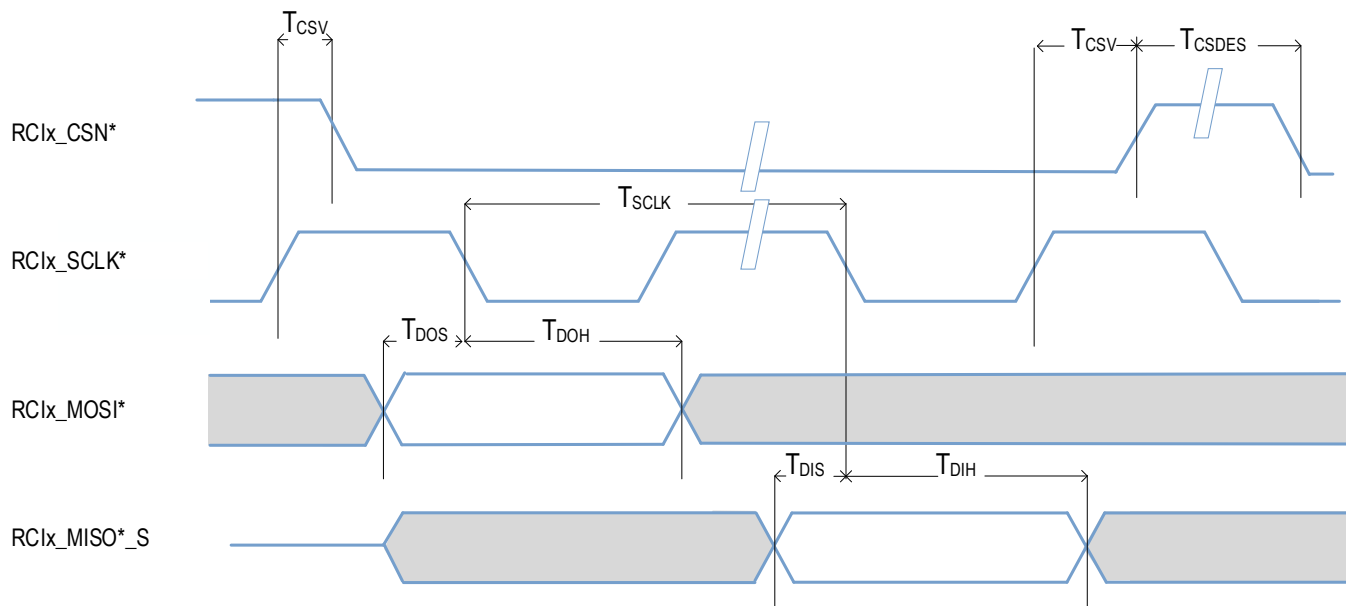 TCSV
TCSV
TCSDES
RCIx_CSN*
TSCLK
RCIx_SCLK*
TDOS
TDOH
RCIx_MOSI*
TDIS
TDIH
RCIx_MISO*_S